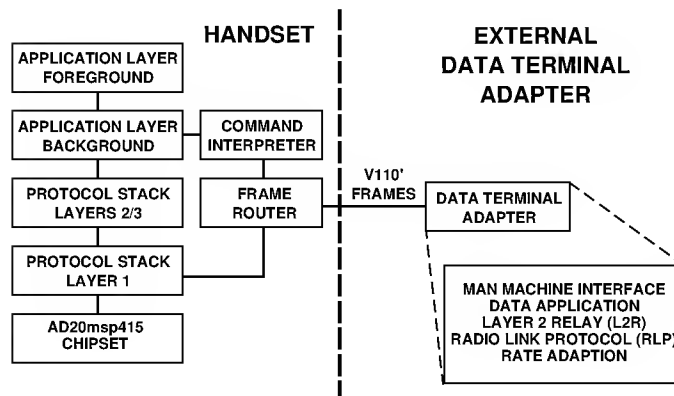 HANDSET
EXTERNAL
DATA TERMINAL
ADAPTER
APPLICATION LAYER
FOREGROUND
APPLICATION LAYER
BACKGROUND
COMMAND
INTERPRETER
PROTOCOL STACK
LAYERS 2/3
FRAME
ROUTER
V110'
FRAMES
DATA TERMINAL
ADAPTER
PROTOCOL STACK
LAYER 1
AD20msp415
CHIPSET
MAN MACHINE INTERFACE
DATA APPLICATION
LAYER 2 RELAY (L2R)
RADIO LINK PROTOCOL (RLP)
RATE ADAPTION